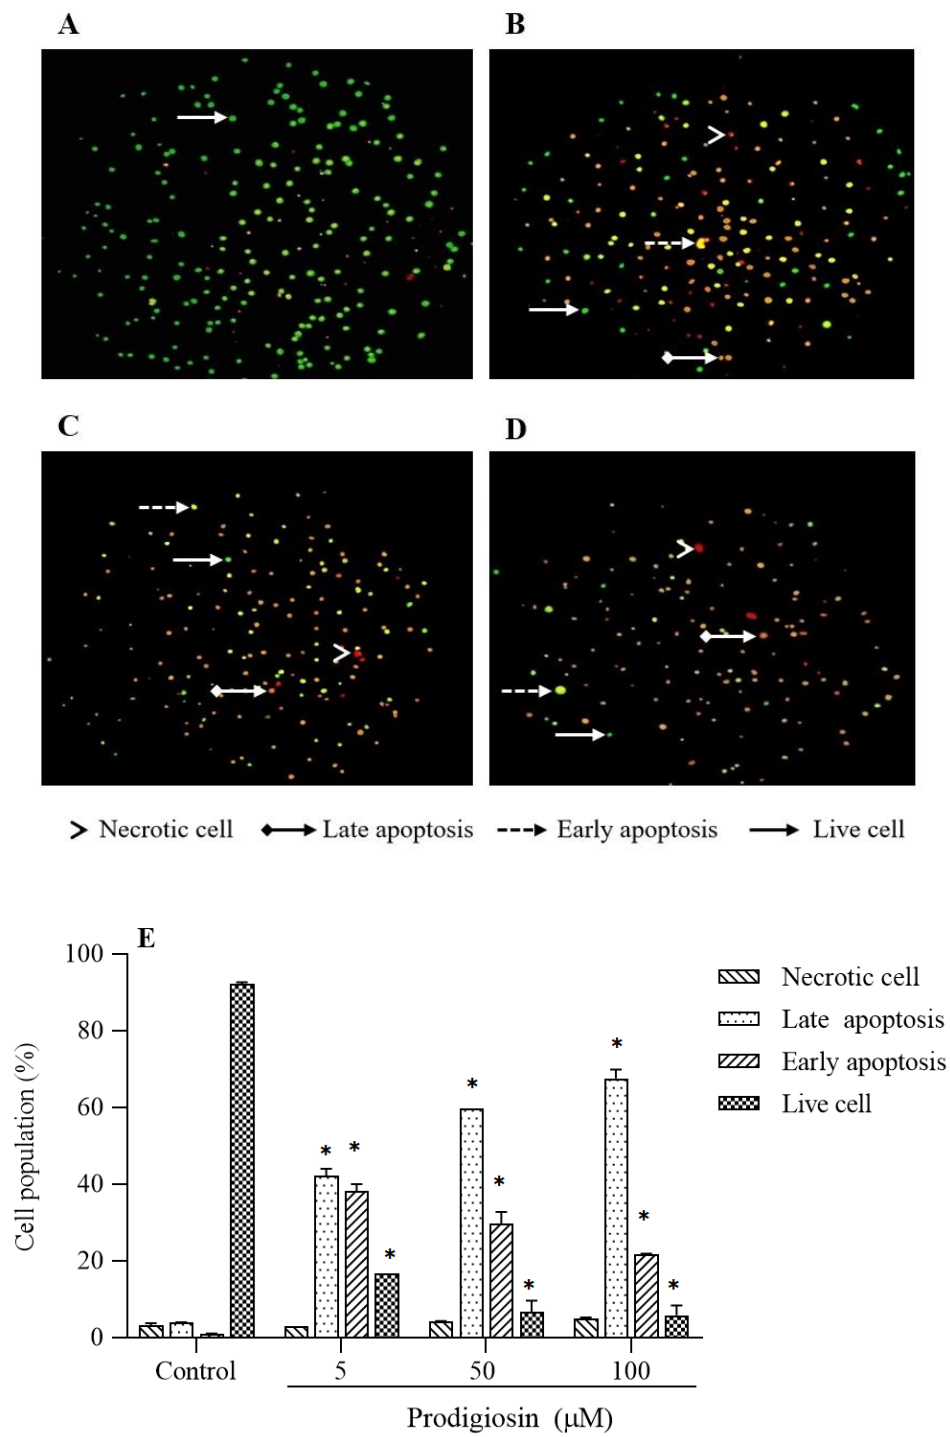 A
B
C
D
Necrotic cell Late apoptosis Early apoptosis Live cell
E
Cell population (%)
100
80
60
40
20
0
* * *
* * *
* * *
Necrotic cell
Late apoptosis
Early apoptosis
Live cell
Control 5 50 100
Prodigiosin (μM)